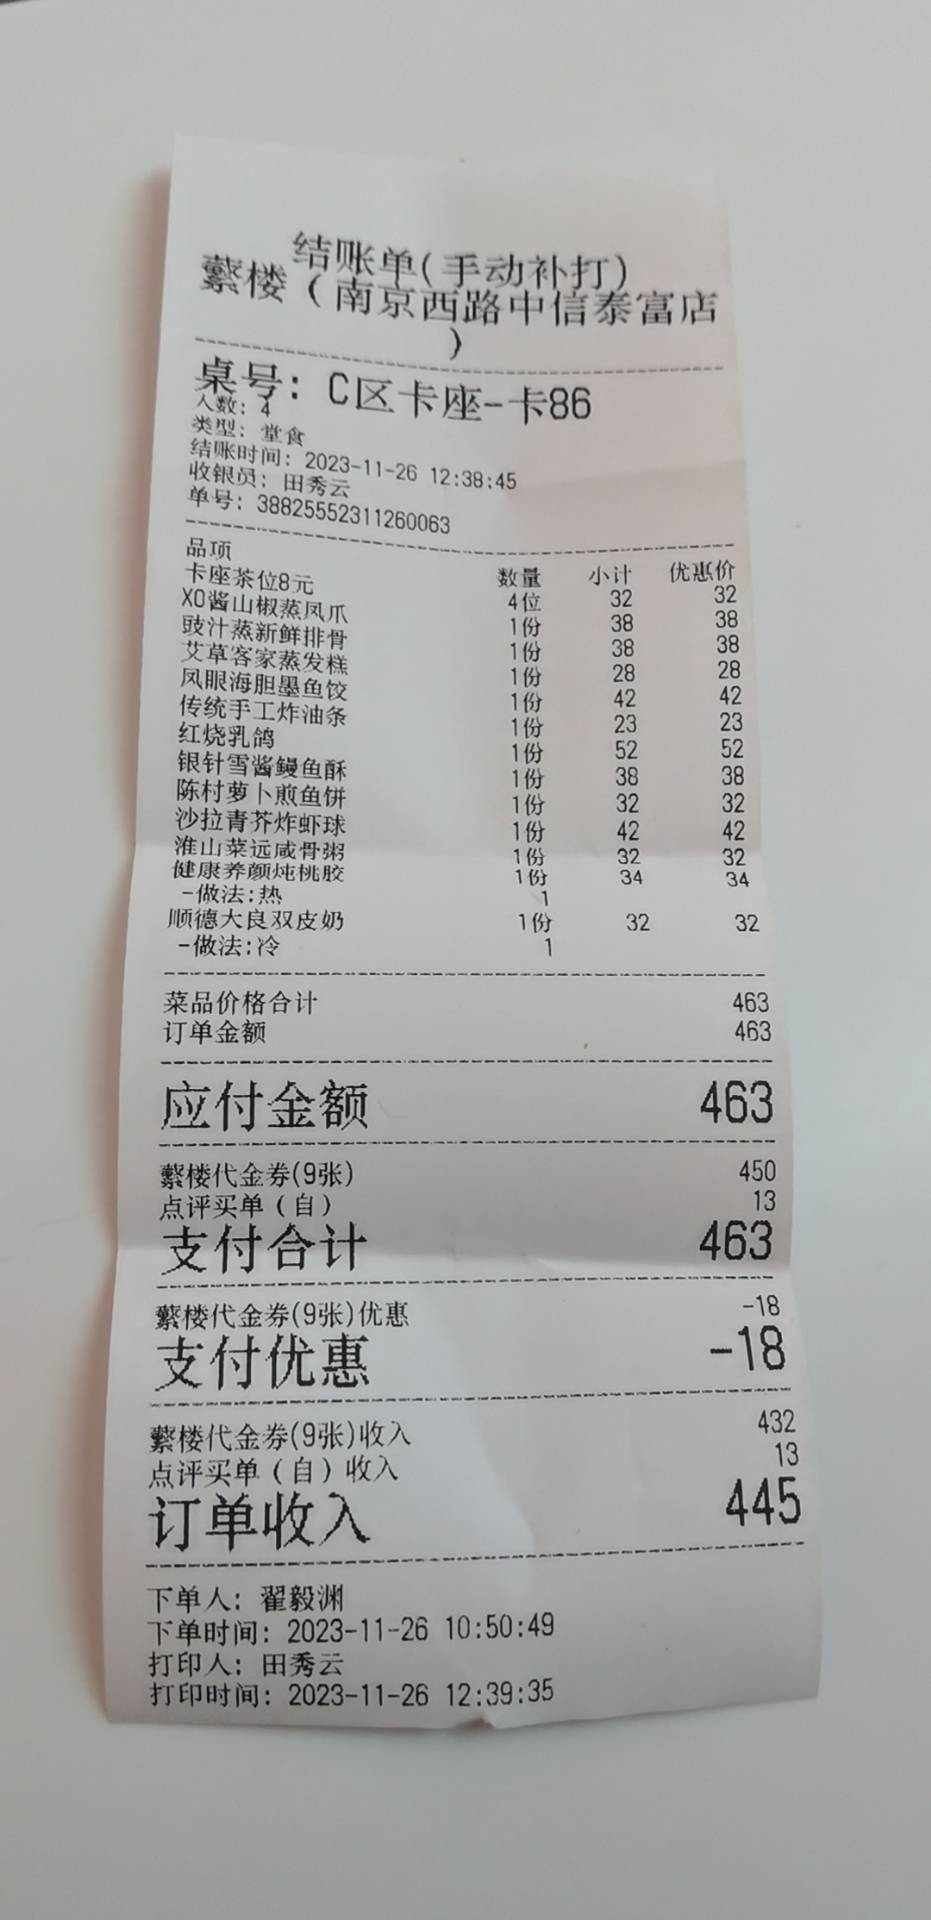 结账单(手动补打)
蘩楼（南京西路中信泰富店
）
桌号: C区卡座-卡86
人数: 4
类型: 堂食
结账时间: 2023-11-26 12:38:45
收银员: 田秀云
单号: 38825552311260063
品项 数量 小计 优惠价
卡座茶位8元 4位 32 32
XO酱山椒蒸凤爪 1份 38 38
豉汁蒸新鲜排骨 1份 38 38
艾草客家蒸发糕 1份 28 28
凤眼海胆墨鱼饺 1份 42 42
传统手工炸油条 1份 23 23
红烧乳鸽 1份 52 52
银针雪酱鳗鱼酥 1份 38 38
陈村萝卜煎鱼饼 1份 32 32
沙拉青芥炸虾球 1份 42 42
淮山菜远咸骨粥 1份 32 32
健康养颜炖桃胶 1份 34 34
-做法:热 1
顺德大良双皮奶 1份 32 32
-做法:冷 1
菜品价格合计 463
订单金额 463
应付金额 463
蘩楼代金券(9张) 450
点评买单（自） 13
支付合计 463
蘩楼代金券(9张)优惠 -18
支付优惠 -18
蘩楼代金券(9张)收入 432
点评买单（自）收入 13
订单收入 445
下单人: 翟毅渊
下单时间: 2023-11-26 10:50:49
打印人: 田秀云
打印时间: 2023-11-26 12:39:35